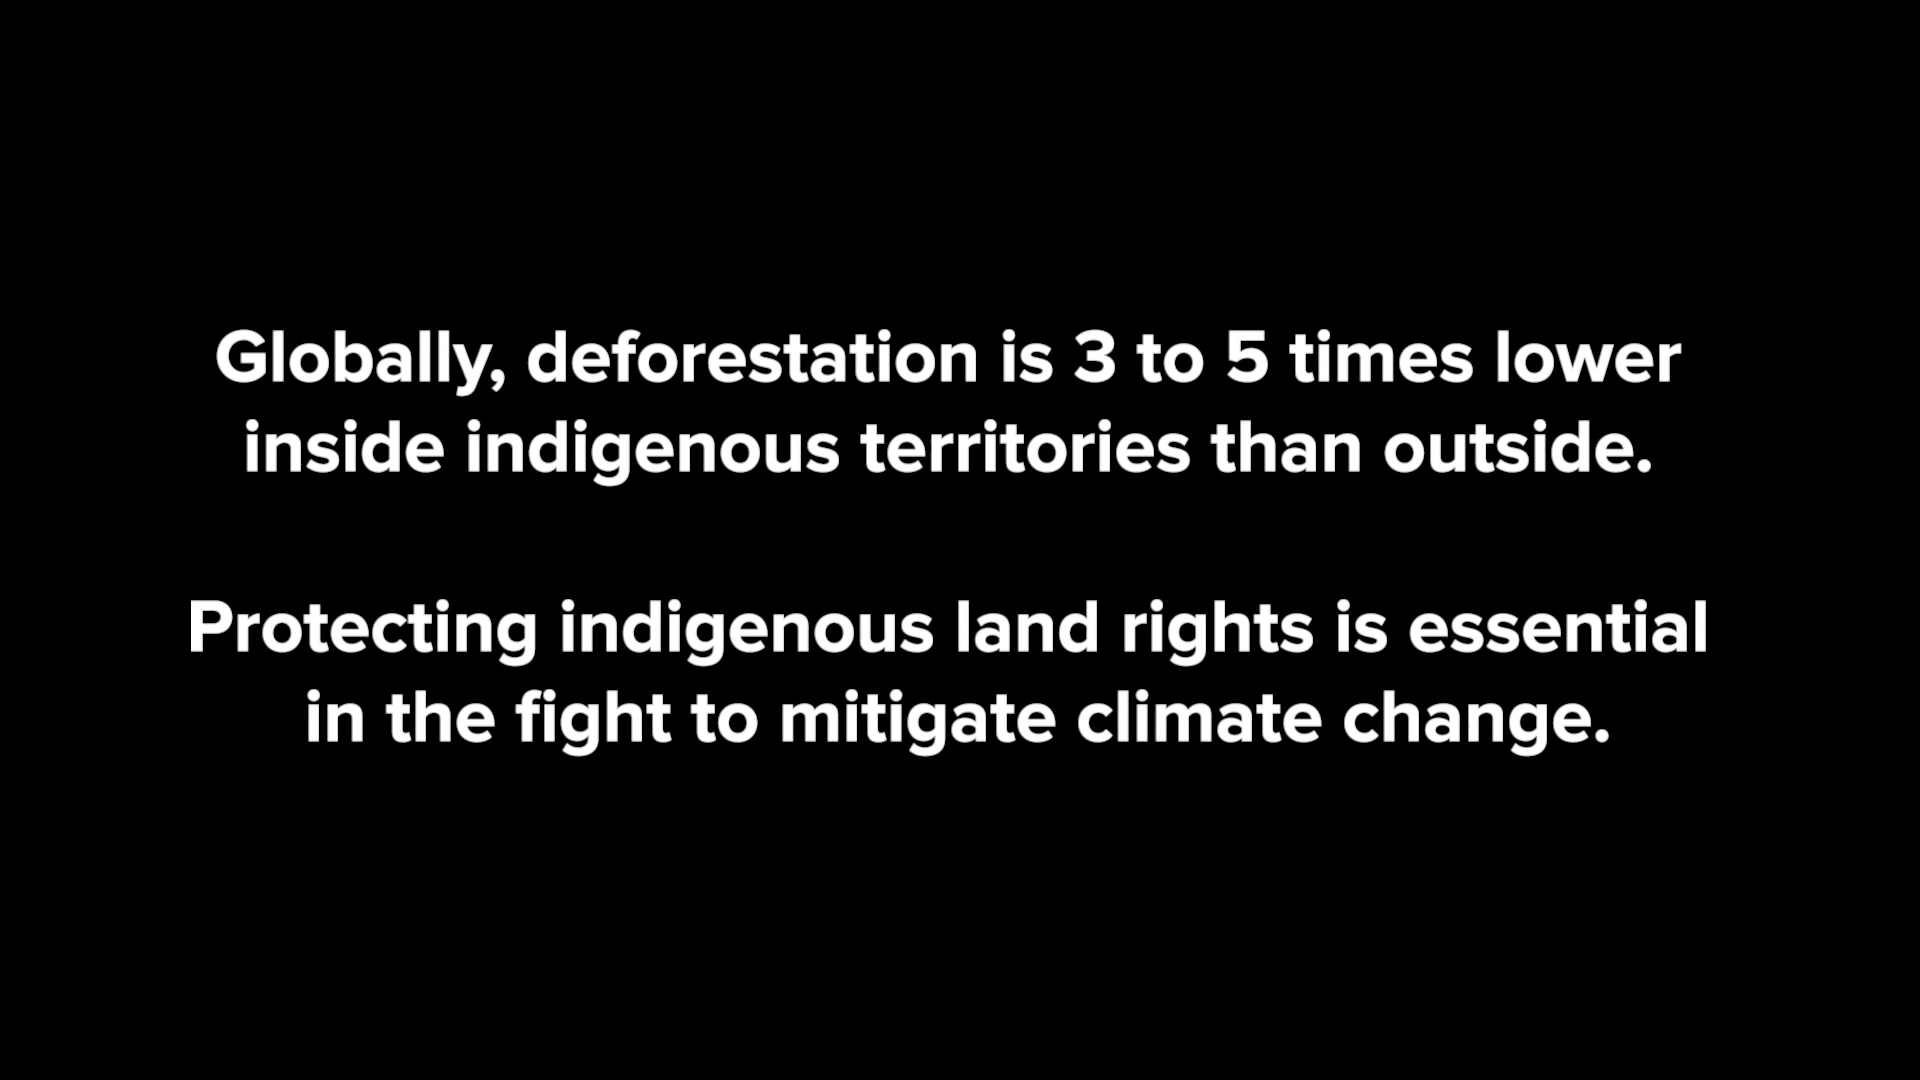 Globally, deforestation is 3 to 5 times lower
inside indigenous territories than outside.
Protecting indigenous land rights is essential
in the fight to mitigate climate change.